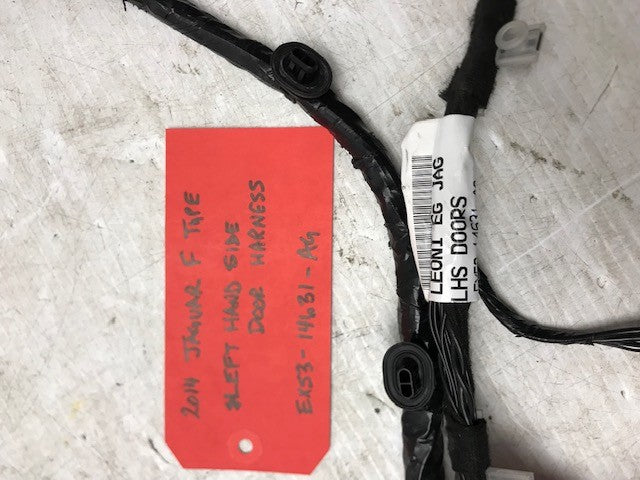 2014 JAGUAR F TYPE
LEFT HAND SIDE
DOOR HARNESS
EX53-14631-AG
LEONI EG JAG
LHS DOORS